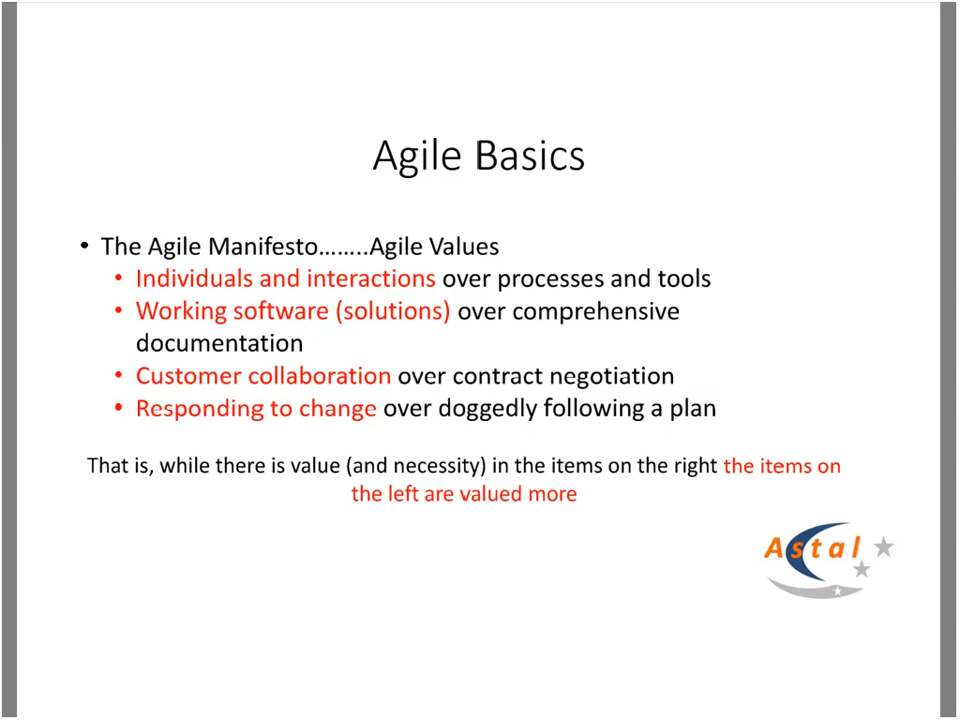 Agile Basics
• The Agile Manifesto……..Agile Values
• Individuals and interactions over processes and tools
• Working software (solutions) over comprehensive
documentation
• Customer collaboration over contract negotiation
• Responding to change over doggedly following a plan
That is, while there is value (and necessity) in the items on the right the items on
the left are valued more
Astal